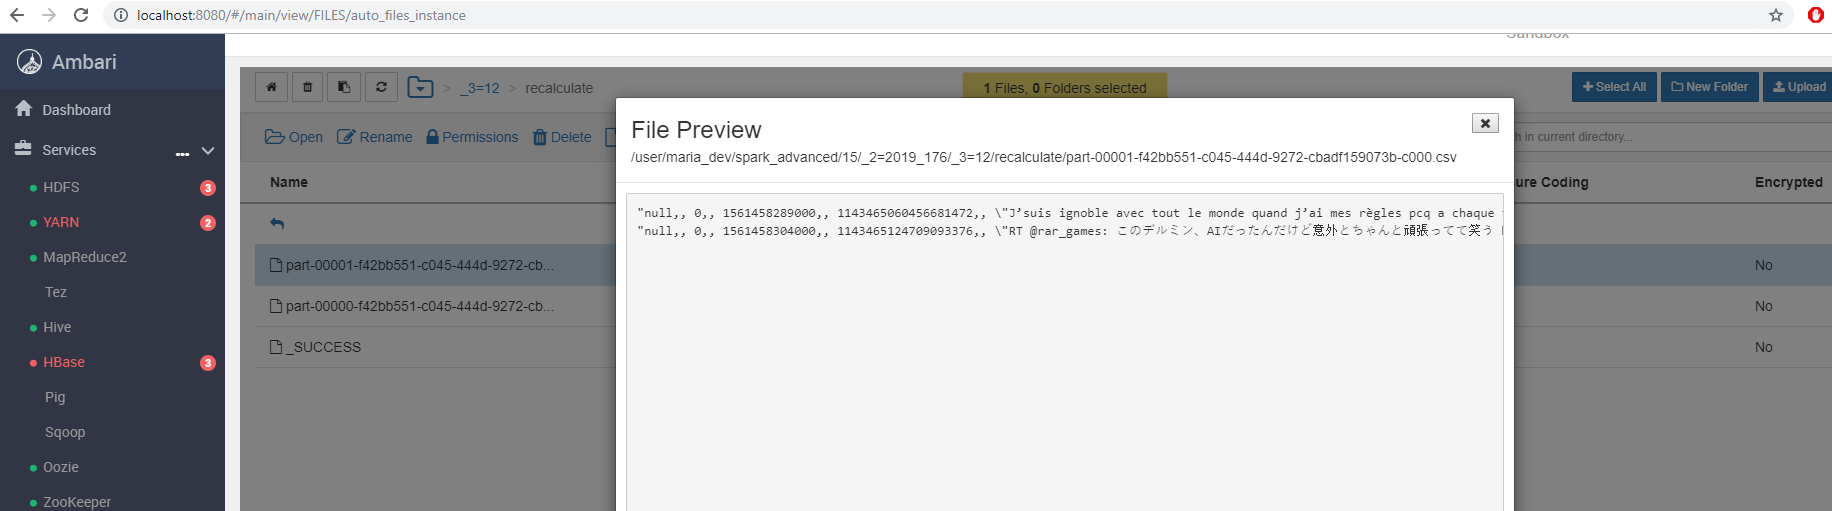 localhost:8080/#/main/view/FILES/auto_files_instance
Ambari
Sandbox
_3=12 > recalculate
1 Files, 0 Folders selected
Select All
New Folder
Upload
Dashboard
Open
Rename
Permissions
Delete
File Preview
in current directory...
Services
/user/maria_dev/spark_advanced/15/_2=2019_176/_3=12/recalculate/part-00001-f42bb551-c045-444d-9272-cbadf159073b-c000.csv
Name
Coding
Encrypted
HDFS 3
"null,, 0,, 1561458289000,, 1143465060456681472,, \"J’suis ignoble avec tout le monde quand j’ai mes règles pcq a chaque
YARN 2
"null,, 0,, 1561458304000,, 1143465124709093376,, \"RT @rar_games: このデルミン、AIだったんだけど意外とちゃんと頑張ってて笑う
MapReduce2
part-00001-f42bb551-c045-444d-9272-cb...
No
Tez
part-00000-f42bb551-c045-444d-9272-cb...
No
Hive
_SUCCESS
No
HBase 3
Pig
Sqoop
Oozie
ZooKeeper